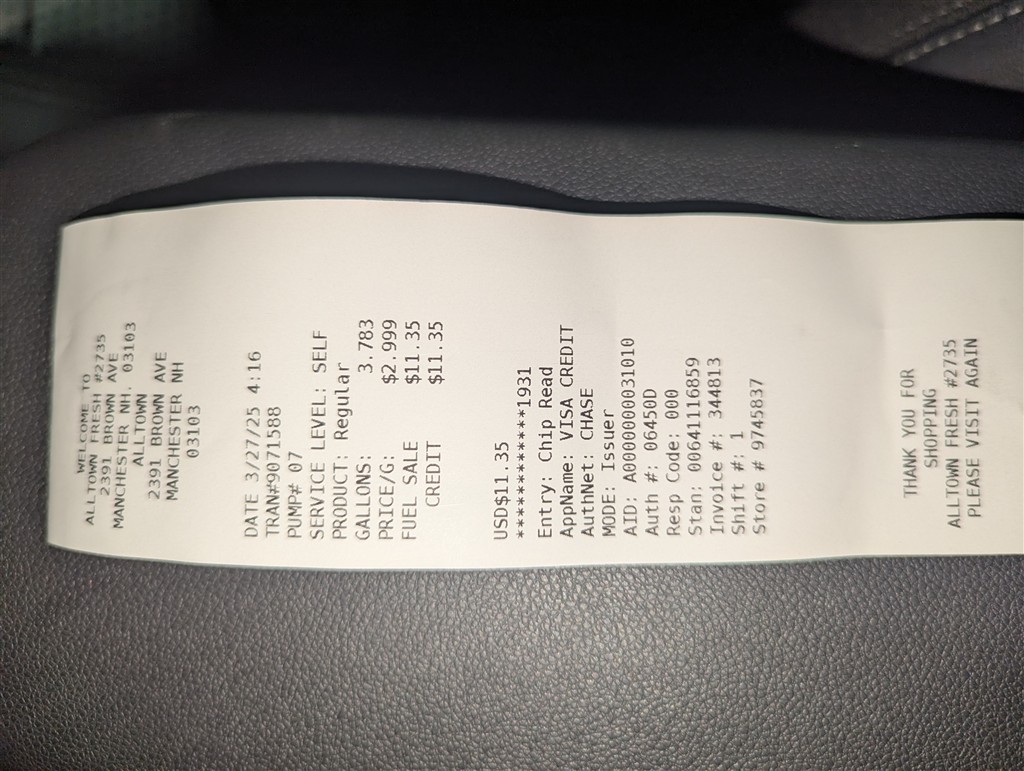 WELCOME TO
ALLTOWN FRESH #2735
2391 BROWN AVE
MANCHESTER NH. 03103
ALLTOWN
2391 BROWN AVE
MANCHESTER NH
03103
DATE 3/27/25 4:16
TRAN#9071588
PUMP# 07
SERVICE LEVEL: SELF
PRODUCT: Regular
GALLONS: 3.783
PRICE/G: $2.999
FUEL SALE $11.35
CREDIT $11.35
USD$11.35
************1931
Entry: Chip Read
AppName: VISA CREDIT
AuthNet: CHASE
MODE: Issuer
AID: A0000000031010
Auth #: 06450D
Resp Code: 000
Stan: 00641116859
Invoice #: 344813
Shift #: 1
Store # 9745837
THANK YOU FOR
SHOPPING
ALLTOWN FRESH #2735
PLEASE VISIT AGAIN